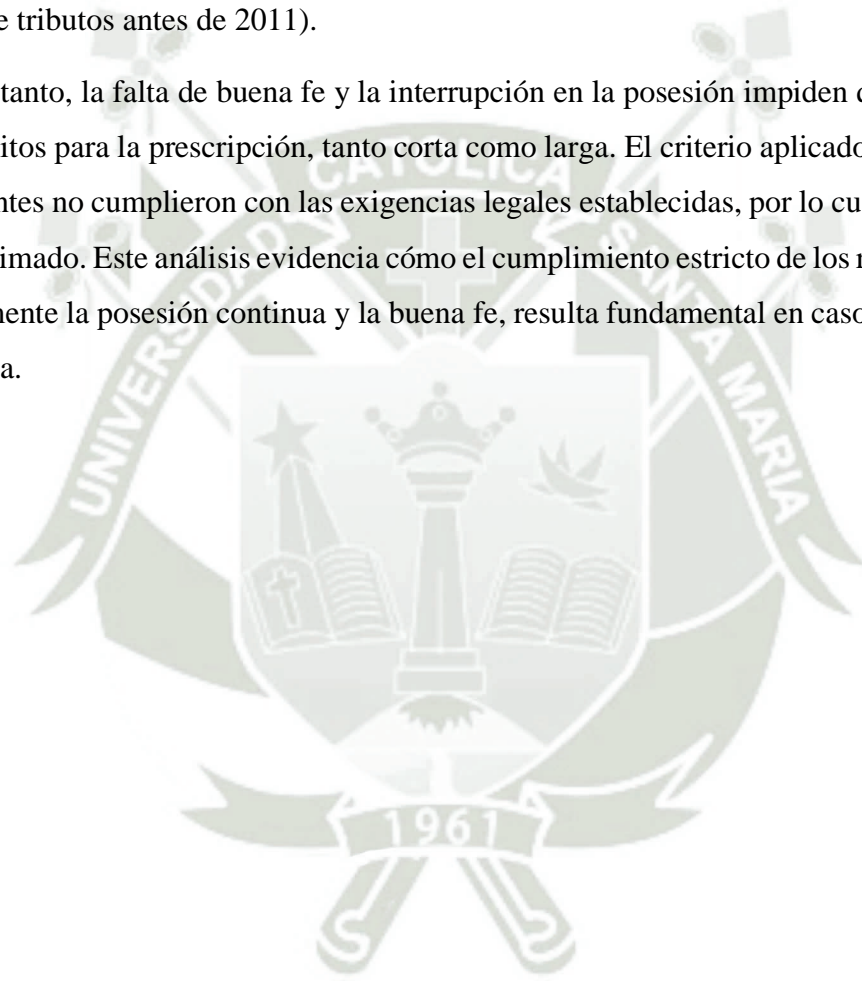 e tributos antes de 2011).
tanto, la falta de buena fe y la interrupción en la posesión impiden
itos para la prescripción, tanto corta como larga. El criterio aplicado
ntes no cumplieron con las exigencias legales establecidas, por lo cu
imado. Este análisis evidencia cómo el cumplimiento estricto de los
mente la posesión continua y la buena fe, resulta fundamental en caso
a.
UNIVERSIDAD CATOLICA SANTA MARIA
1961